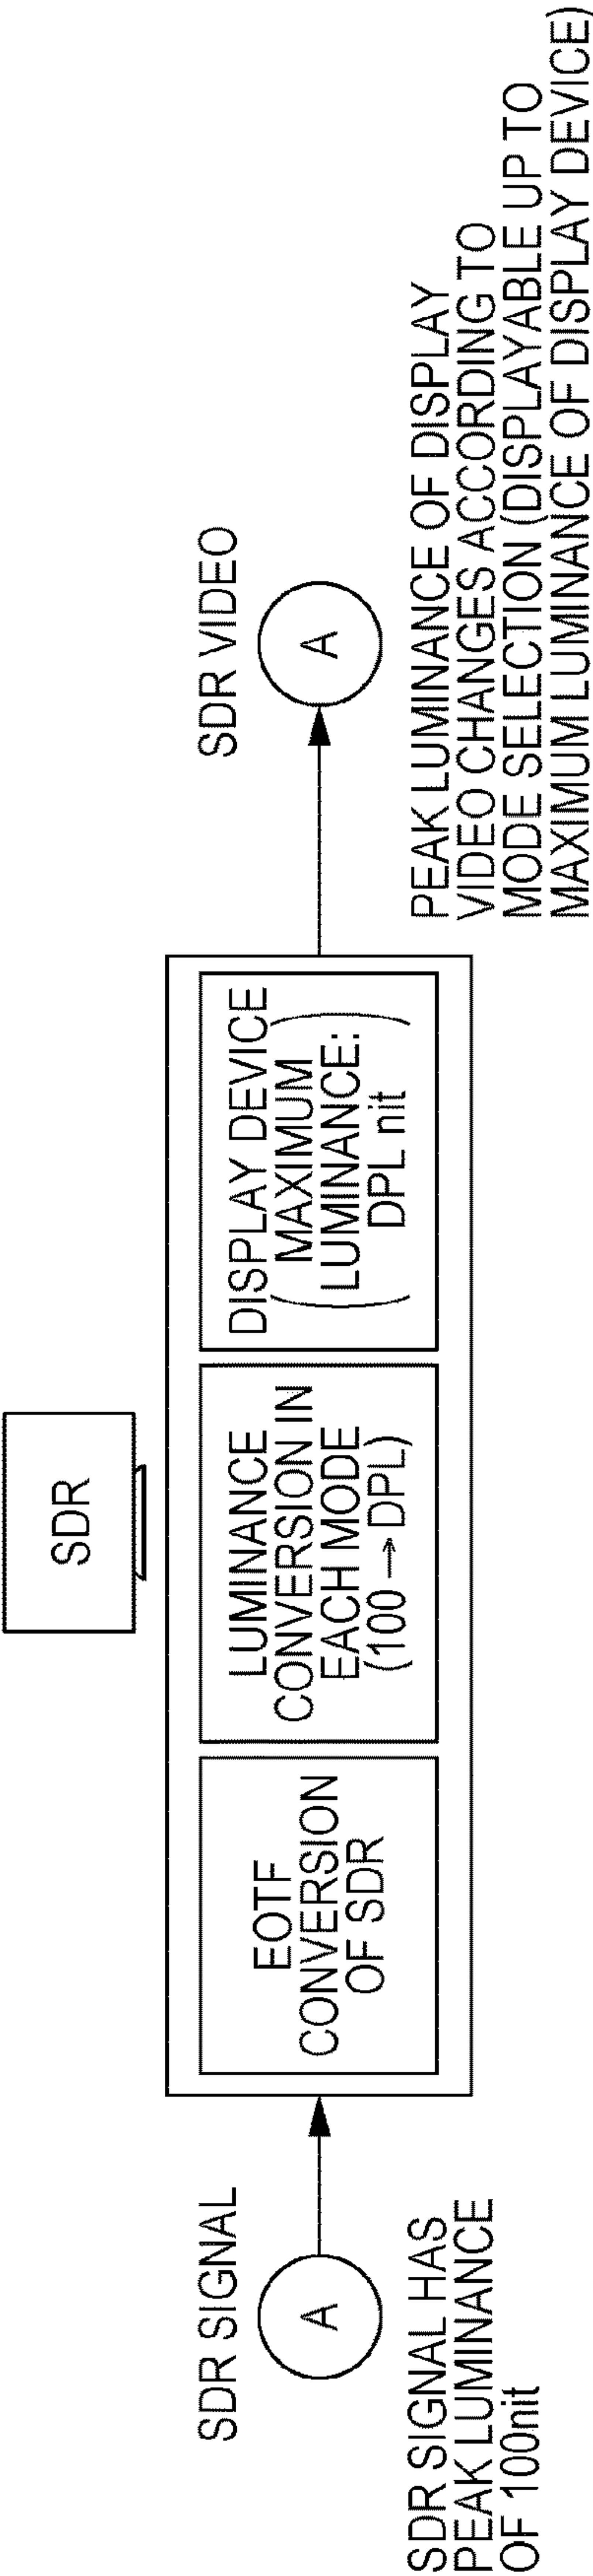 SDR
SDR SIGNAL
A
SDR SIGNAL HAS
PEAK LUMINANCE
OF 100nit
EOTF
CONVERSION
OF SDR
LUMINANCE
CONVERSION IN
EACH MODE
(100 → DPL)
DISPLAY DEVICE
(MAXIMUM
LUMINANCE:
DPL nit)
SDR VIDEO
A
PEAK LUMINANCE OF DISPLAY
VIDEO CHANGES ACCORDING TO
MODE SELECTION (DISPLAYABLE UP TO
MAXIMUM LUMINANCE OF DISPLAY DEVICE)